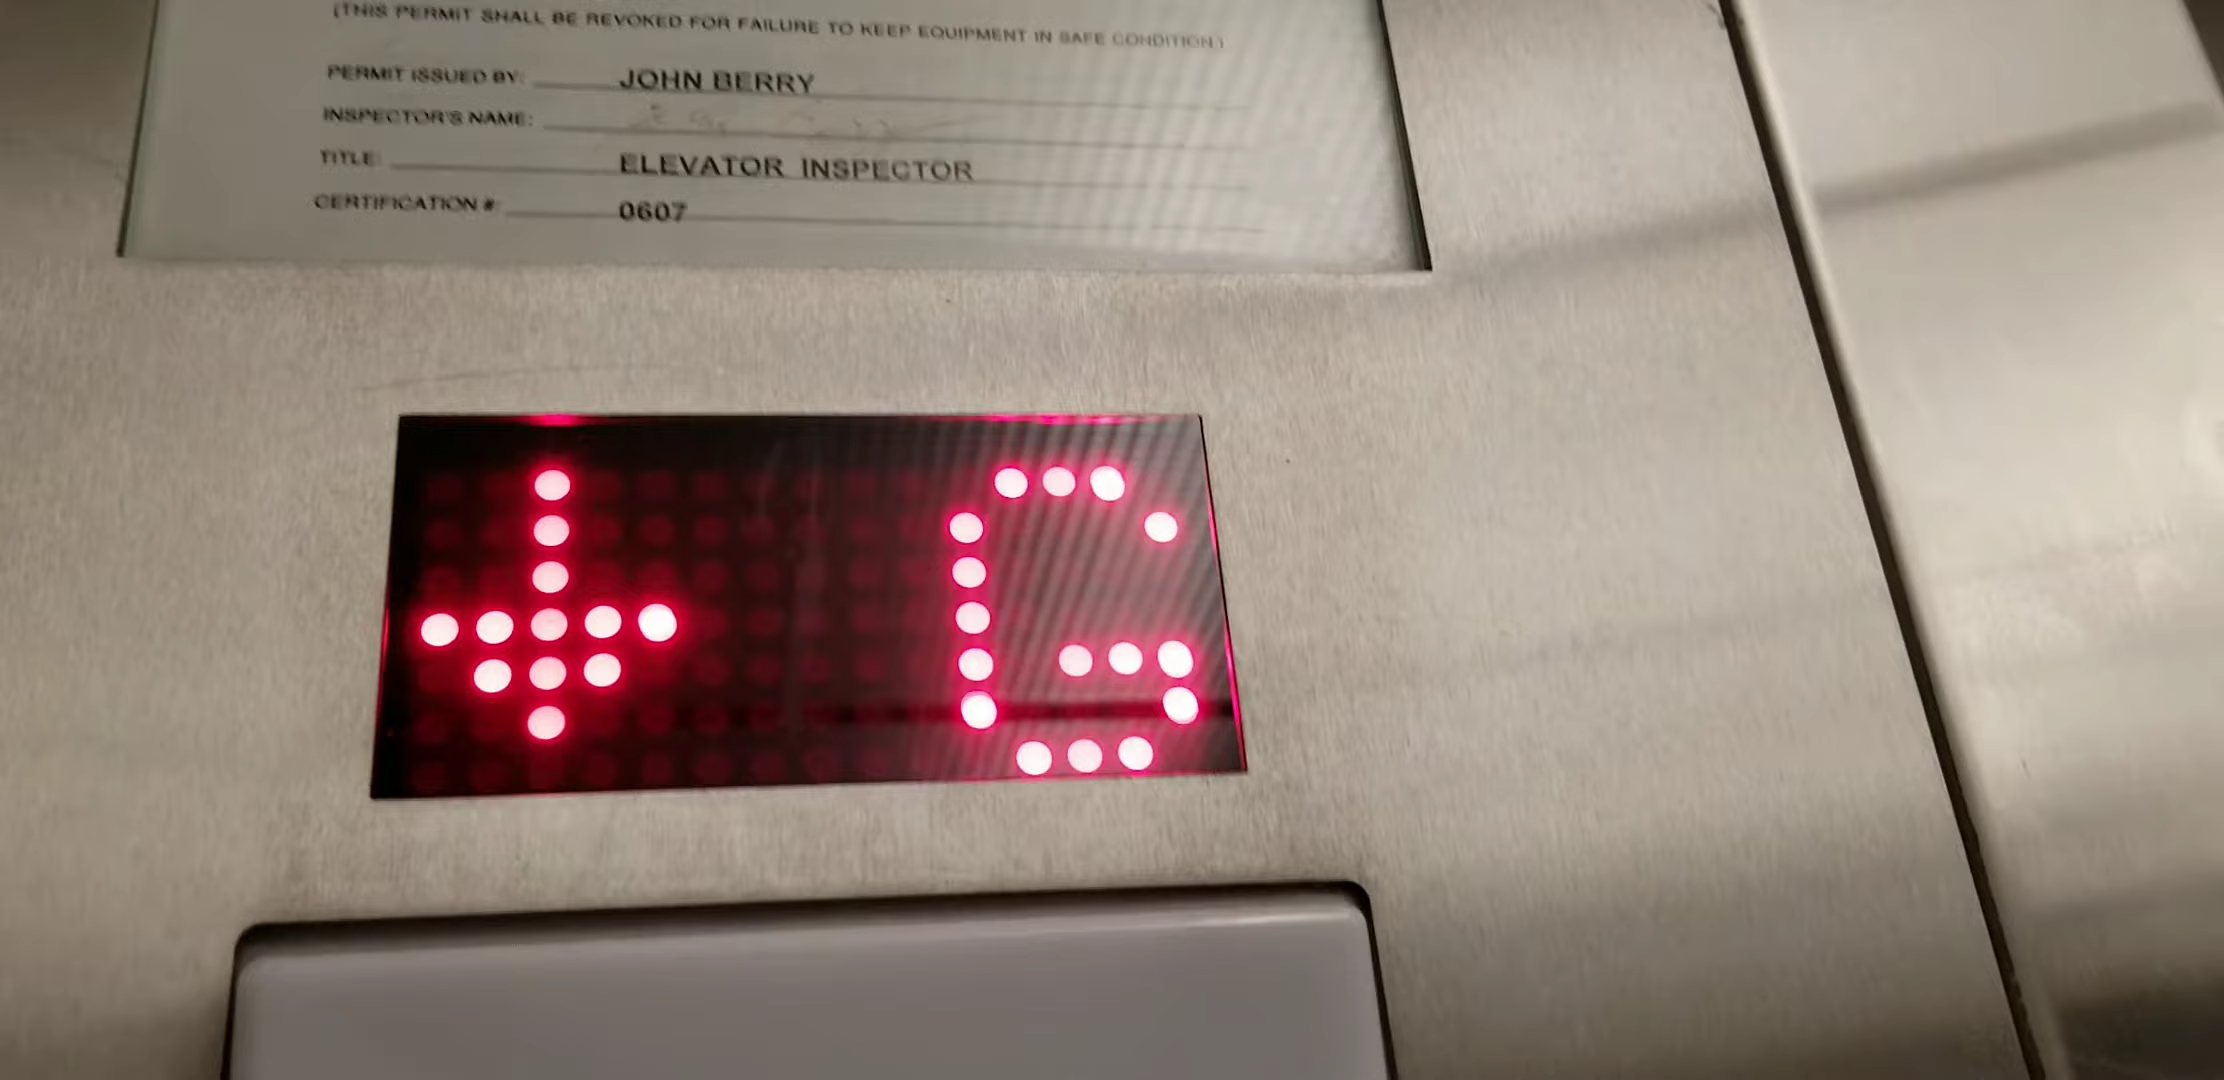 (THIS PERMIT SHALL BE REVOKED FOR FAILURE TO KEEP EQUIPMENT IN SAFE CONDITION.)
PERMIT ISSUED BY: JOHN BERRY
INSPECTOR'S NAME:
TITLE: ELEVATOR INSPECTOR
CERTIFICATION #: 0607
↓ G